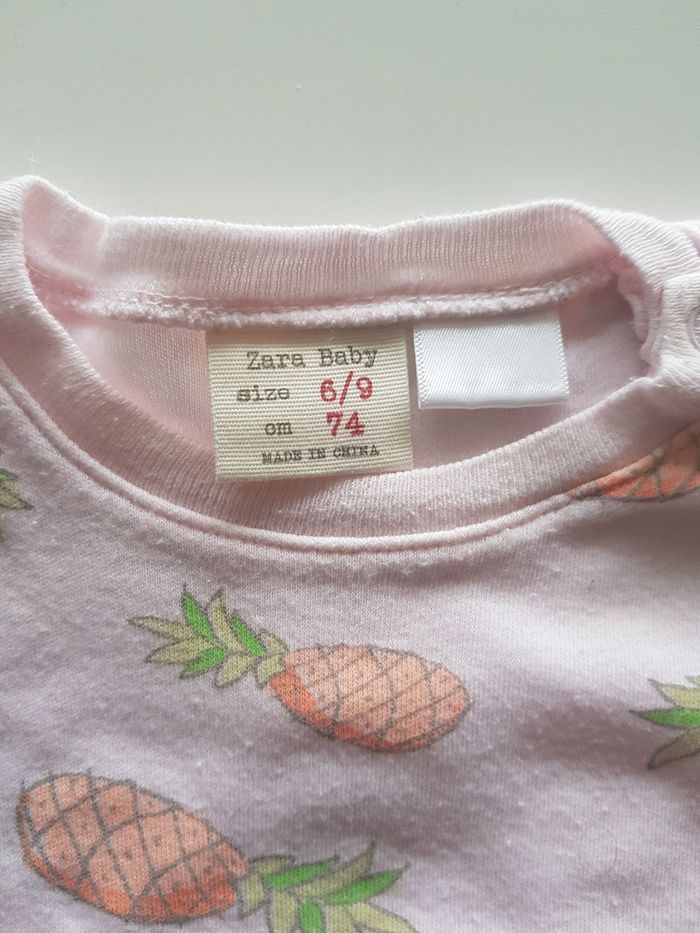 Zara Baby
size 6/9
cm 74
MADE IN CHINA